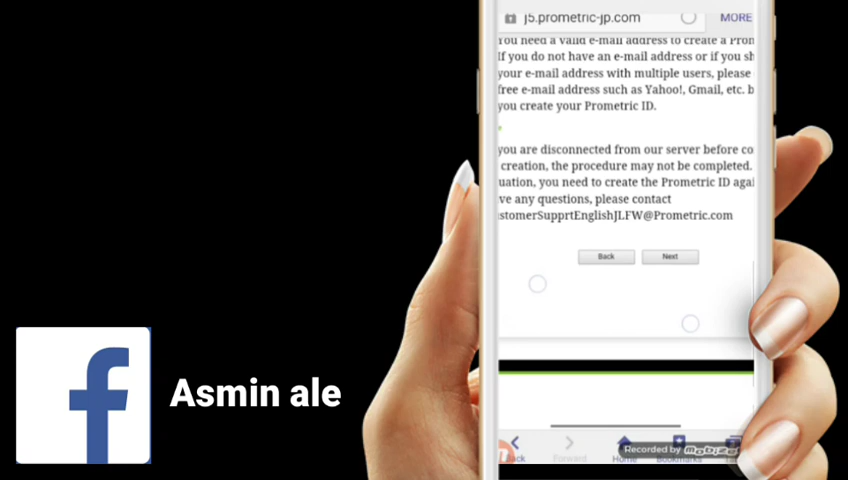 j5.prometric-jp.com
MORE
You need a valid e-mail address to create a Prom
If you do not have an e-mail address or if you sh
your e-mail address with multiple users, please
free e-mail address such as Yahoo!, Gmail, etc. b
you create your Prometric ID.
you are disconnected from our server before co
creation, the procedure may not be completed.
uation, you need to create the Prometric ID agai
ve any questions, please contact
ustomerSupprtEnglishJLFW@Prometric.com
Back Next
f Asmin ale
Back Forward Home Bookmarks
Recorded by